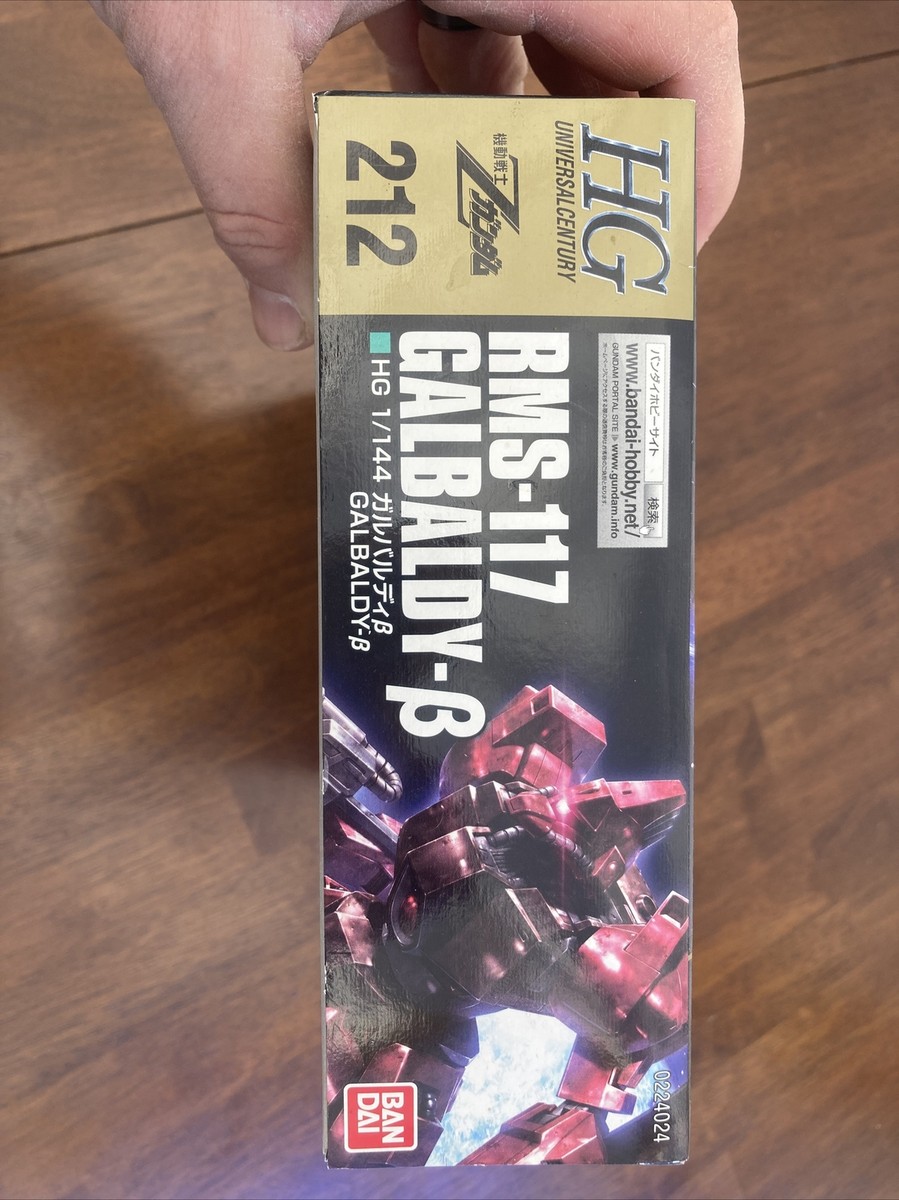 HG
UNIVERSALCENTURY
機動戦士
Zガンダム
212
バンダイホビーサイト 検索
www.bandai-hobby.net/
GUNDAM PORTAL SITE www.gundam.info
RMS-117
GALBALDY-β
HG 1/144 ガルバルディβ
GALBALDY-β
0224024
BAN
DAI